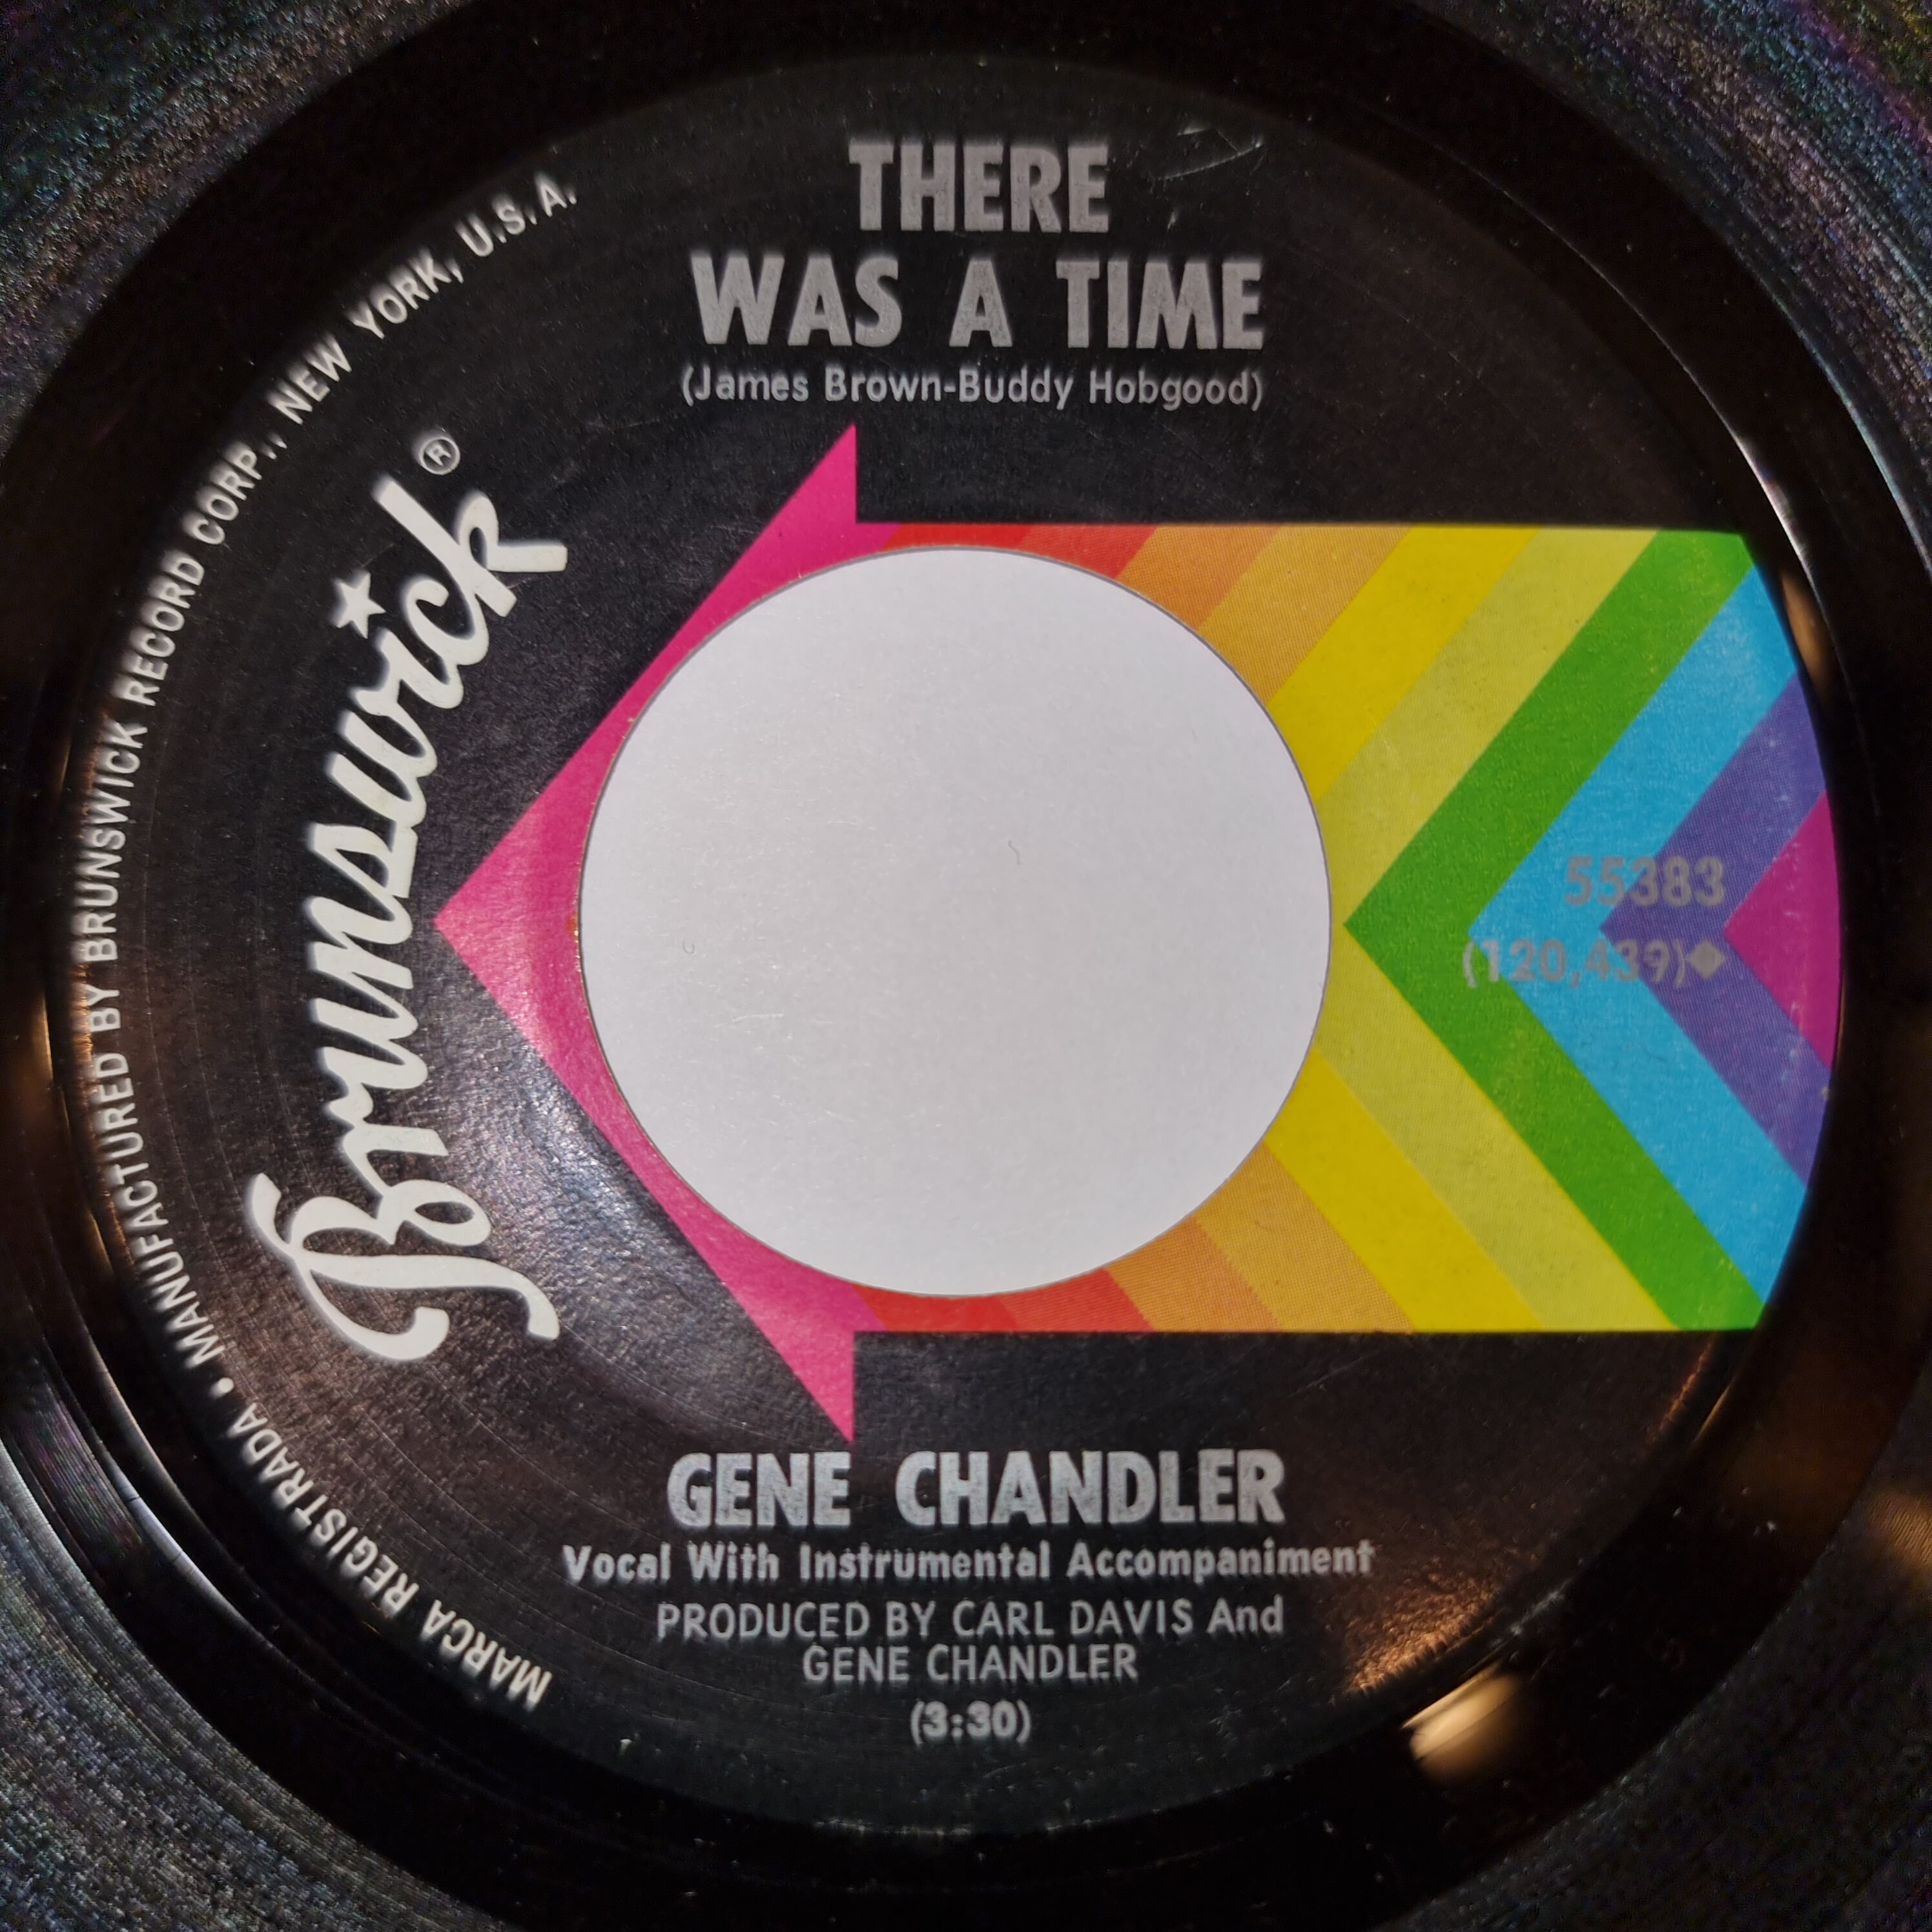 THERE
WAS A TIME
(James Brown-Buddy Hobgood)
Brunswick®
MARCA REGISTRADA • MANUFACTURED BY BRUNSWICK RECORD CORP., NEW YORK, U.S.A.
55383
(120,439)◆
GENE CHANDLER
Vocal With Instrumental Accompaniment
PRODUCED BY CARL DAVIS And
GENE CHANDLER
(3:30)